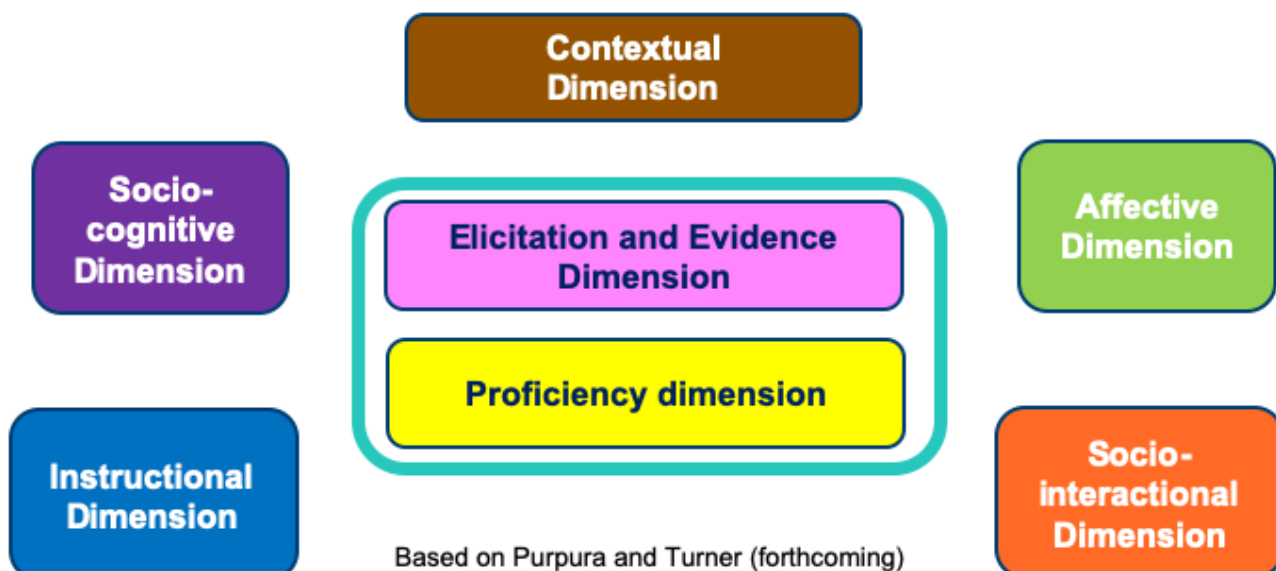 Contextual
Dimension
Socio-
cognitive
Dimension
Elicitation and Evidence
Dimension
Affective
Dimension
Proficiency dimension
Instructional
Dimension
Socio-
interactional
Dimension
Based on Purpura and Turner (forthcoming)